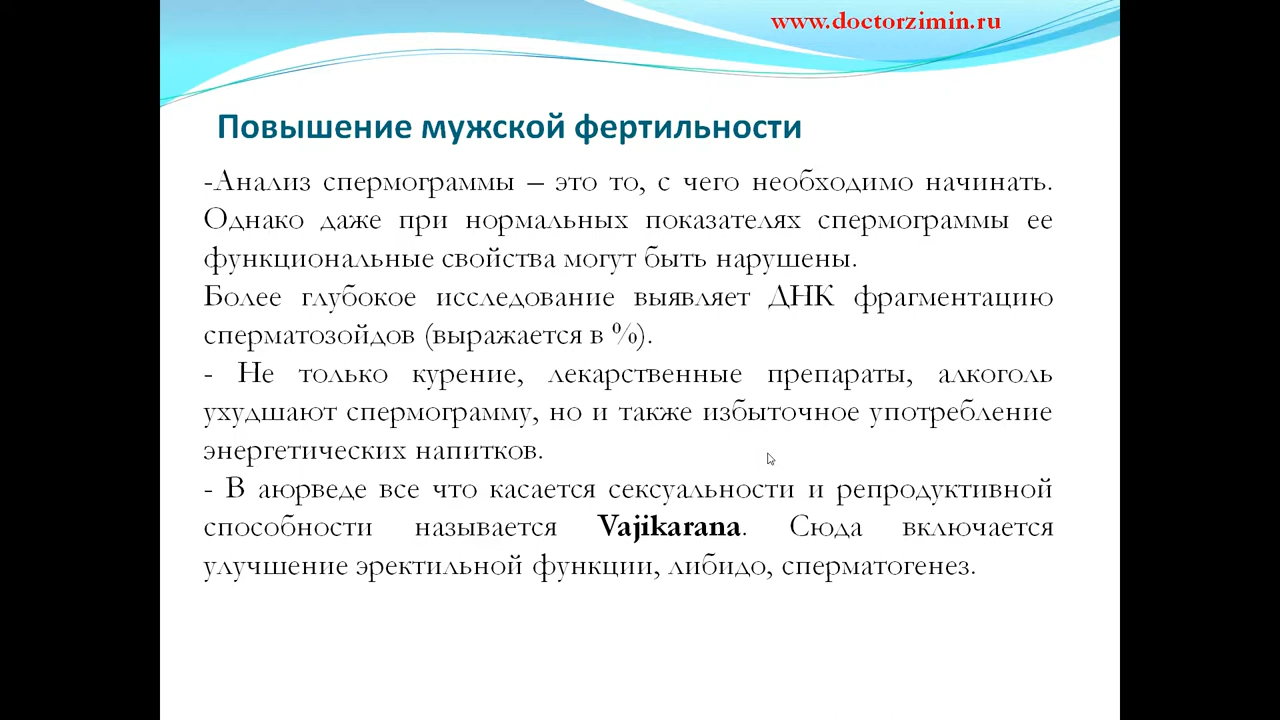 www.doctorzimin.ru
Повышение мужской фертильности
-Анализ спермограммы – это то, с чего необходимо начинать.
Однако даже при нормальных показателях спермограммы ее
функциональные свойства могут быть нарушены.
Более глубокое исследование выявляет ДНК фрагментацию
сперматозойдов (выражается в %).
- Не только курение, лекарственные препараты, алкоголь
ухудшают спермограмму, но и также избыточное употребление
энергетических напитков.
- В аюрведе все что касается сексуальности и репродуктивной
способности называется Vajikarana. Сюда включается
улучшение эректильной функции, либидо, сперматогенез.